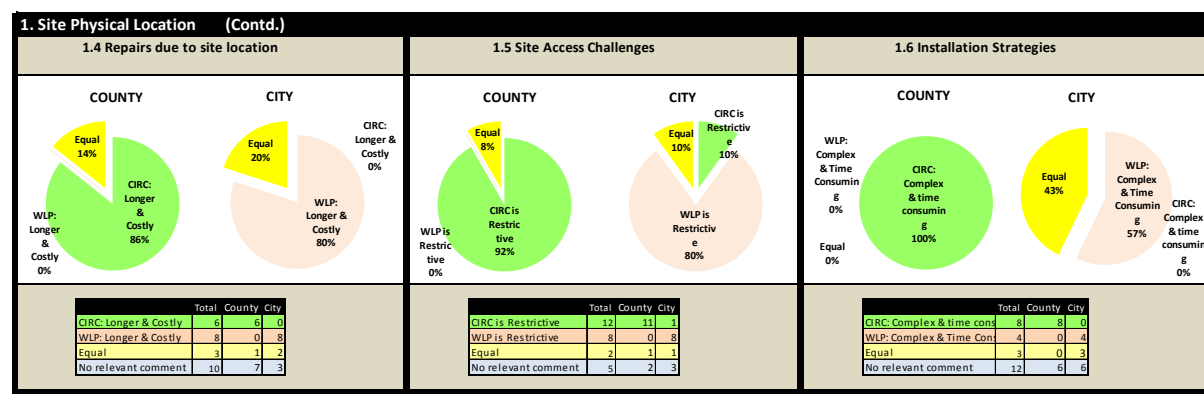 1. Site Physical Location (Contd.)
1.4 Repairs due to site location
COUNTY
CITY
Equal
14%
CIRC:
Longer
&
Costly
86%
WLP:
Longer
&
Costly
0%
Equal
20%
CIRC:
Longer &
Costly
0%
WLP:
Longer &
Costly
80%
Total County City
CIRC: Longer & Costly 6 6 0
WLP: Longer & Costly 8 0 8
Equal 3 1 2
No relevant comment 10 7 3
1.5 Site Access Challenges
COUNTY
CITY
Equal
8%
CIRC is
Restric
tive
92%
WLP is
Restric
tive
0%
Equal
10%
CIRC is
Restrictiv
e
10%
WLP is
Restrictiv
e
80%
Total County City
CIRC is Restrictive 12 11 1
WLP is Restrictive 8 0 8
Equal 2 1 1
No relevant comment 5 2 3
1.6 Installation Strategies
COUNTY
CITY
WLP:
Complex
& Time
Consumin
g
0%
Equal
0%
CIRC:
Complex
& time
consumin
g
100%
Equal
43%
WLP:
Complex
& Time
Consumin
g
57%
CIRC:
Complex
& time
consumin
g
0%
Total County City
CIRC: Complex & time cons 8 8 0
WLP: Complex & Time Con 4 0 4
Equal 3 0 3
No relevant comment 12 6 6